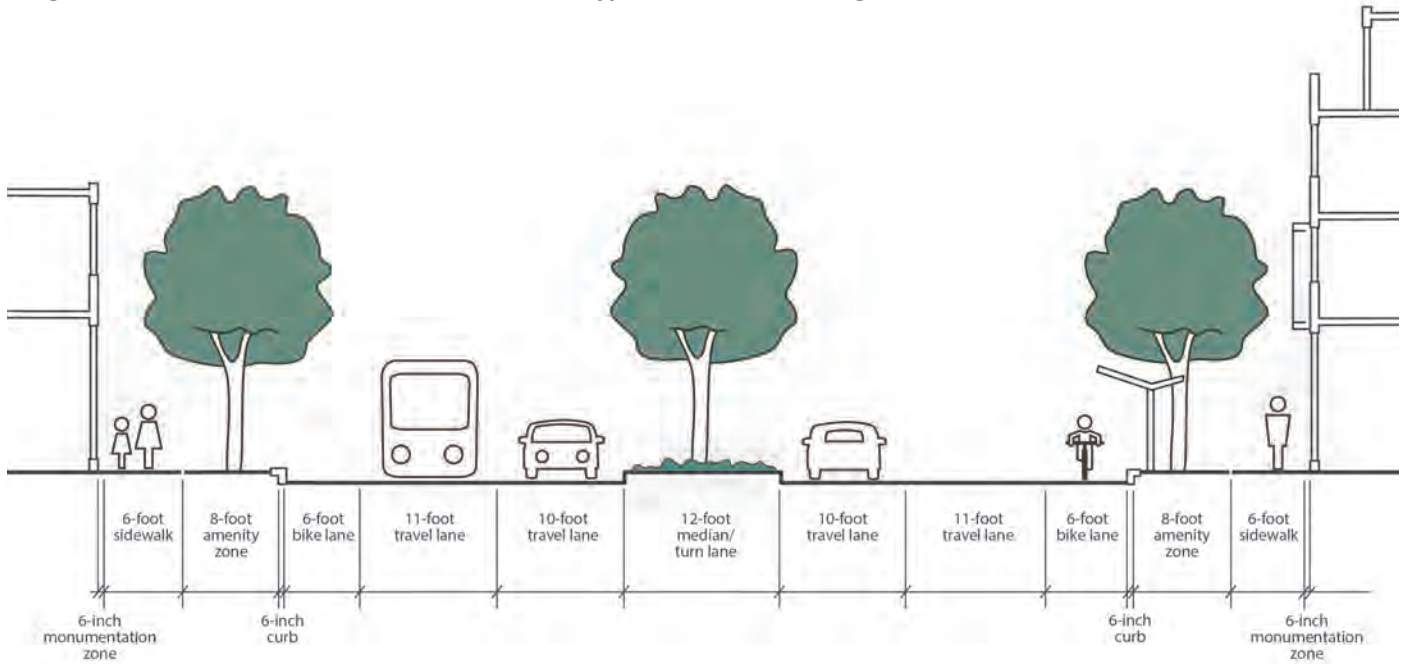 6-foot
sidewalk
8-foot
amenity
zone
6-foot
bike lane
11-foot
travel lane
10-foot
travel lane
12-foot
median/
turn lane
10-foot
travel lane
11-foot
travel lane
6-foot
bike lane
8-foot
amenity
zone
6-foot
sidewalk
6-inch
monumentation
zone
6-inch
curb
6-inch
curb
6-inch
monumentation
zone